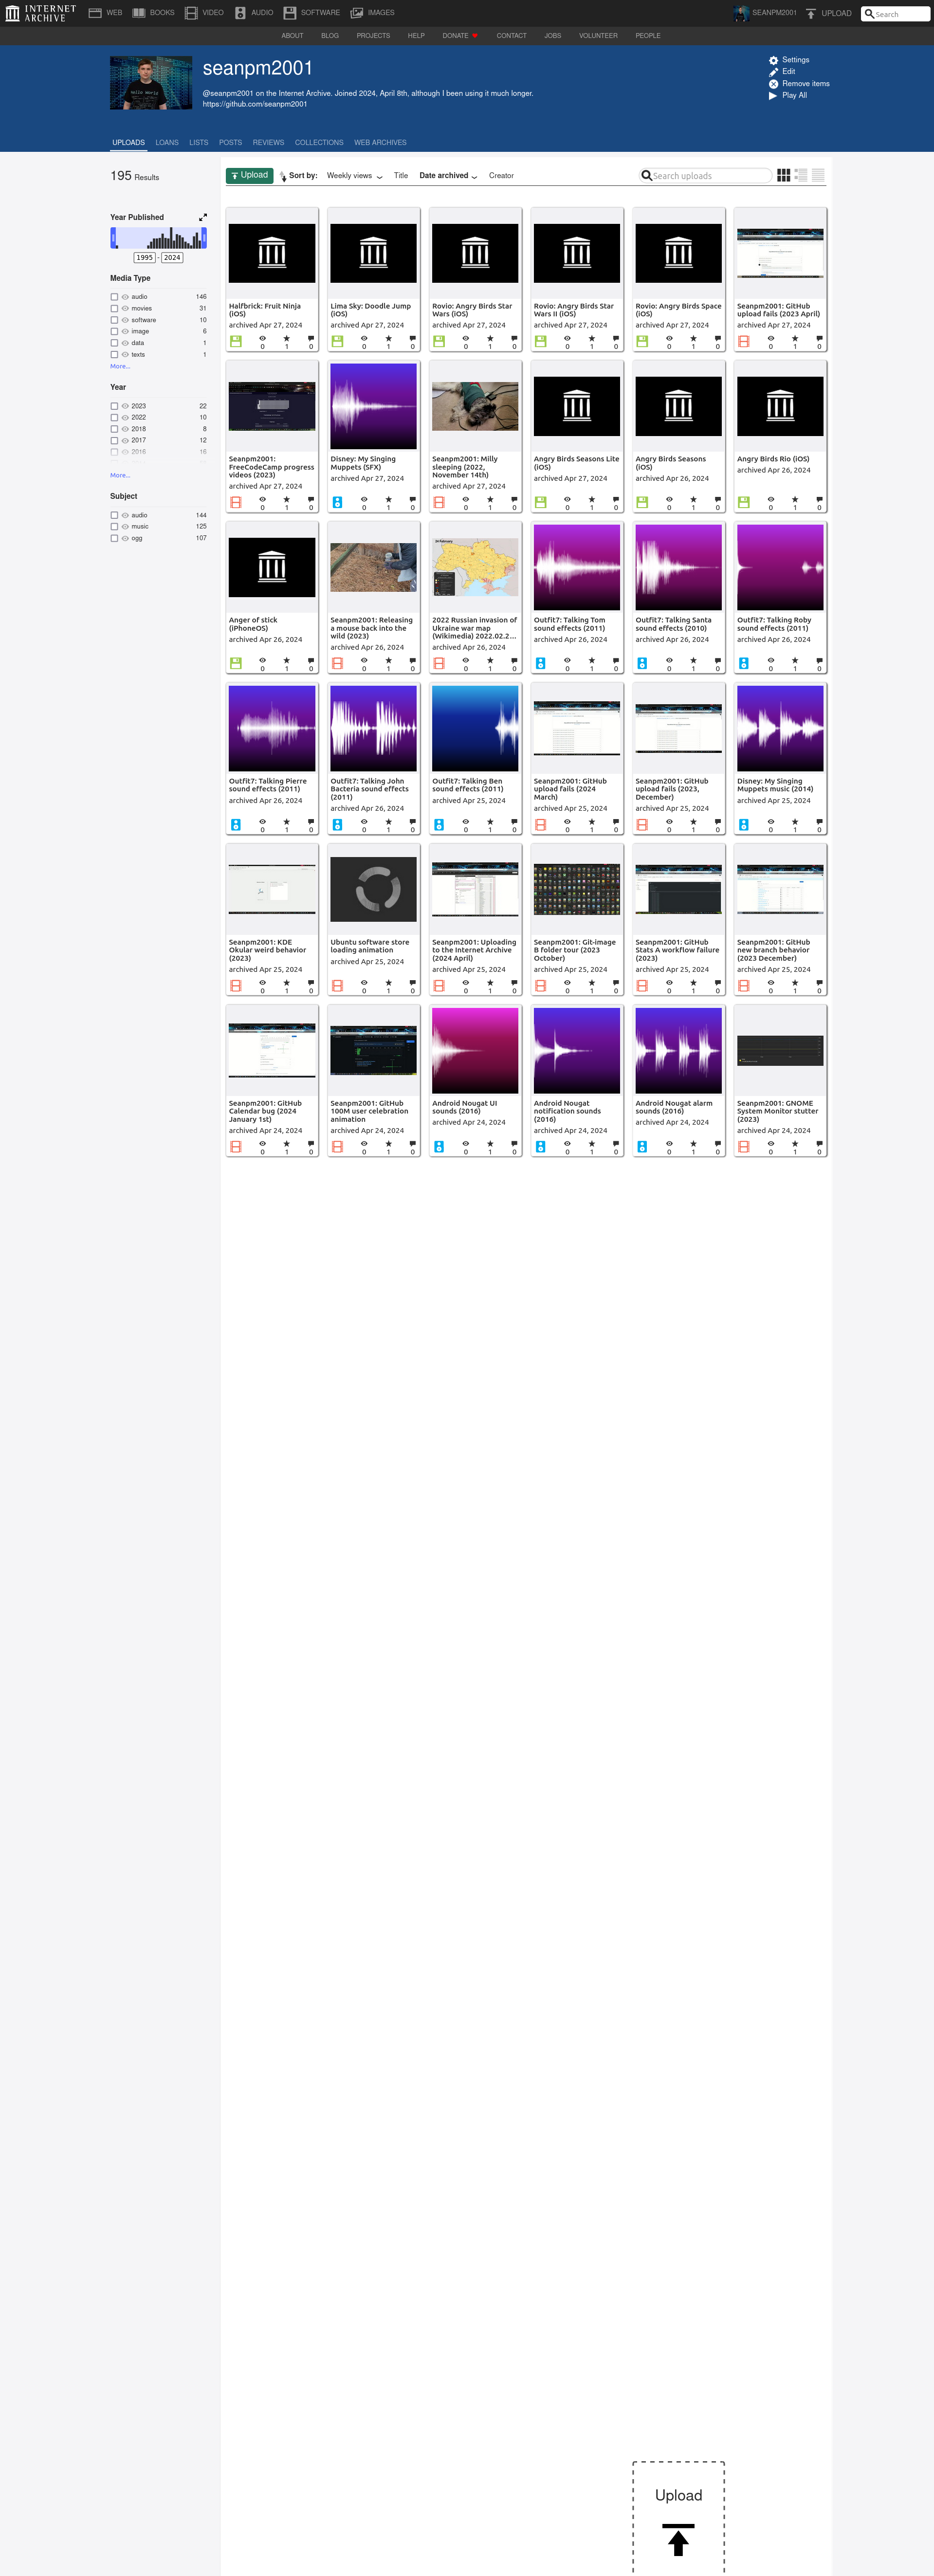 INTERNET
ARCHIVE
WEB BOOKS VIDEO AUDIO SOFTWARE IMAGES
SEANPM2001 UPLOAD Search
ABOUT BLOG PROJECTS HELP DONATE CONTACT JOBS VOLUNTEER PEOPLE
seanpm2001
@seanpm2001 on the Internet Archive. Joined 2024, April 8th, although I been using it much longer.
https://github.com/seanpm2001
Hello World
Settings
Edit
Remove items
Play All
UPLOADS LOANS LISTS POSTS REVIEWS COLLECTIONS WEB ARCHIVES
195 Results
Upload Sort by: Weekly views Title Date archived Creator
Search uploads
Year Published
1995 - 2024
Media Type
audio 146
movies 31
software 10
image 6
data 1
texts 1
More...
Year
2023 22
2022 10
2018 8
2017 12
2016 16
More...
Subject
audio 144
music 125
ogg 107
Halfbrick: Fruit Ninja
(iOS)
archived Apr 27, 2024
0 1 0
Lima Sky: Doodle Jump
(iOS)
archived Apr 27, 2024
0 1 0
Rovio: Angry Birds Star
Wars (iOS)
archived Apr 27, 2024
0 1 0
Rovio: Angry Birds Star
Wars II (iOS)
archived Apr 27, 2024
0 1 0
Rovio: Angry Birds Space
(iOS)
archived Apr 27, 2024
0 1 0
Seanpm2001: GitHub
upload fails (2023 April)
archived Apr 27, 2024
0 1 0
Seanpm2001:
FreeCodeCamp progress
videos (2023)
archived Apr 27, 2024
0 1 0
Disney: My Singing
Muppets (SFX)
archived Apr 27, 2024
0 1 0
Seanpm2001: Milly
sleeping (2022,
November 14th)
archived Apr 27, 2024
0 1 0
Angry Birds Seasons Lite
(iOS)
archived Apr 27, 2024
0 1 0
Angry Birds Seasons
(iOS)
archived Apr 26, 2024
0 1 0
Angry Birds Rio (iOS)
archived Apr 26, 2024
0 1 0
Anger of stick
(iPhoneOS)
archived Apr 26, 2024
0 1 0
Seanpm2001: Releasing
a mouse back into the
wild (2023)
archived Apr 26, 2024
0 1 0
2022 Russian invasion of
Ukraine war map
(Wikimedia) 2022.02.2...
archived Apr 26, 2024
0 1 0
Outfit7: Talking Tom
sound effects (2011)
archived Apr 26, 2024
0 1 0
Outfit7: Talking Santa
sound effects (2010)
archived Apr 26, 2024
0 1 0
Outfit7: Talking Roby
sound effects (2011)
archived Apr 26, 2024
0 1 0
Outfit7: Talking Pierre
sound effects (2011)
archived Apr 26, 2024
0 1 0
Outfit7: Talking John
Bacteria sound effects
(2011)
archived Apr 26, 2024
0 1 0
Outfit7: Talking Ben
sound effects (2011)
archived Apr 25, 2024
0 1 0
Seanpm2001: GitHub
upload fails (2024
March)
archived Apr 25, 2024
0 1 0
Seanpm2001: GitHub
upload fails (2023,
December)
archived Apr 25, 2024
0 1 0
Disney: My Singing
Muppets music (2014)
archived Apr 25, 2024
0 1 0
Seanpm2001: KDE
Okular weird behavior
(2023)
archived Apr 25, 2024
0 1 0
Ubuntu software store
loading animation
archived Apr 25, 2024
0 1 0
Seanpm2001: Uploading
to the Internet Archive
(2024 April)
archived Apr 25, 2024
0 1 0
Seanpm2001: Git-image
B folder tour (2023
October)
archived Apr 25, 2024
0 1 0
Seanpm2001: GitHub
Stats A workflow failure
(2023)
archived Apr 25, 2024
0 1 0
Seanpm2001: GitHub
new branch behavior
(2023 December)
archived Apr 25, 2024
0 1 0
Seanpm2001: GitHub
Calendar bug (2024
January 1st)
archived Apr 24, 2024
0 1 0
Seanpm2001: GitHub
100M user celebration
animation
archived Apr 24, 2024
0 1 0
Android Nougat UI
sounds (2016)
archived Apr 24, 2024
0 1 0
Android Nougat
notification sounds
(2016)
archived Apr 24, 2024
0 1 0
Android Nougat alarm
sounds (2016)
archived Apr 24, 2024
0 1 0
Seanpm2001: GNOME
System Monitor stutter
(2023)
archived Apr 24, 2024
0 1 0
Upload